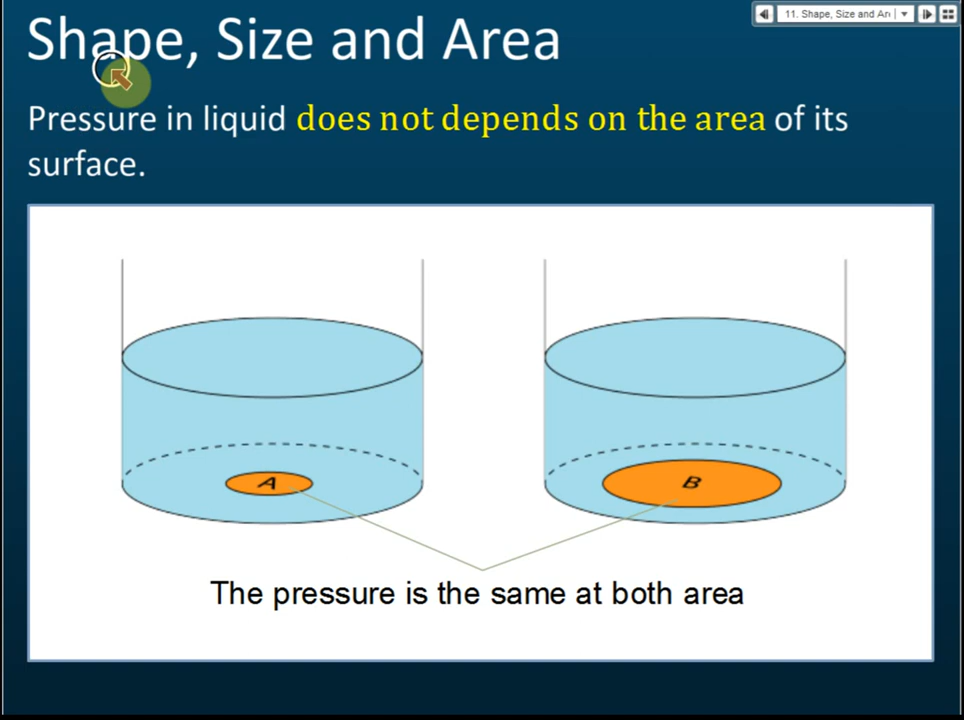 11. Shape, Size and Are
Shape, Size and Area
Pressure in liquid does not depends on the area of its
surface.
A
B
The pressure is the same at both area